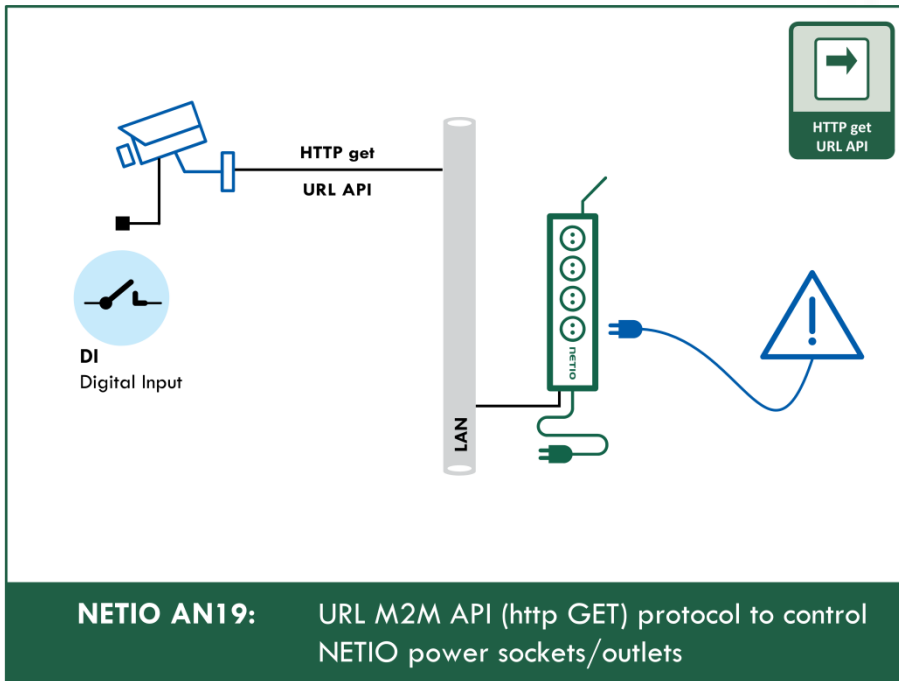 HTTP get
URL API
HTTP get
URL API
DI
Digital Input
LAN
NETIO
NETIO AN19: URL M2M API (http GET) protocol to control
NETIO power sockets/outlets